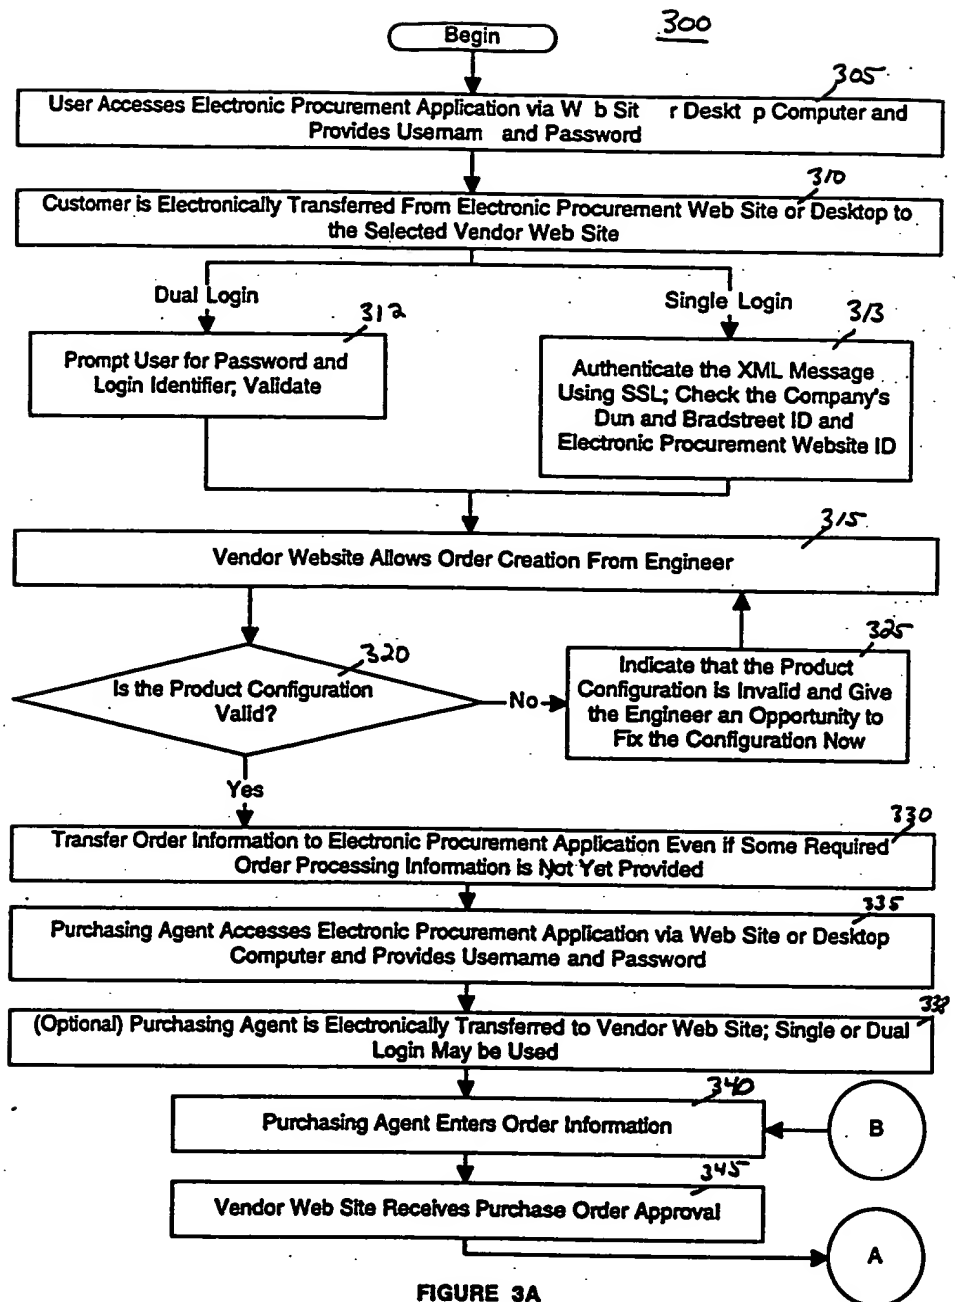 300
Begin
305
User Accesses Electronic Procurement Application via W b Sit r Deskt p Computer and
Provides Usernam and Password
310
Customer is Electronically Transferred From Electronic Procurement Web Site or Desktop to
the Selected Vendor Web Site
Dual Login
Single Login
312
Prompt User for Password and
Login Identifier; Validate
313
Authenticate the XML Message
Using SSL; Check the Company's
Dun and Bradstreet ID and
Electronic Procurement Website ID
315
Vendor Website Allows Order Creation From Engineer
320
Is the Product Configuration
Valid?
No
325
Indicate that the Product
Configuration is Invalid and Give
the Engineer an Opportunity to
Fix the Configuration Now
Yes
330
Transfer Order Information to Electronic Procurement Application Even if Some Required
Order Processing Information is Not Yet Provided
335
Purchasing Agent Accesses Electronic Procurement Application via Web Site or Desktop
Computer and Provides Username and Password
338
(Optional) Purchasing Agent is Electronically Transferred to Vendor Web Site; Single or Dual
Login May be Used
340
Purchasing Agent Enters Order Information
B
345
Vendor Web Site Receives Purchase Order Approval
A
FIGURE 3A